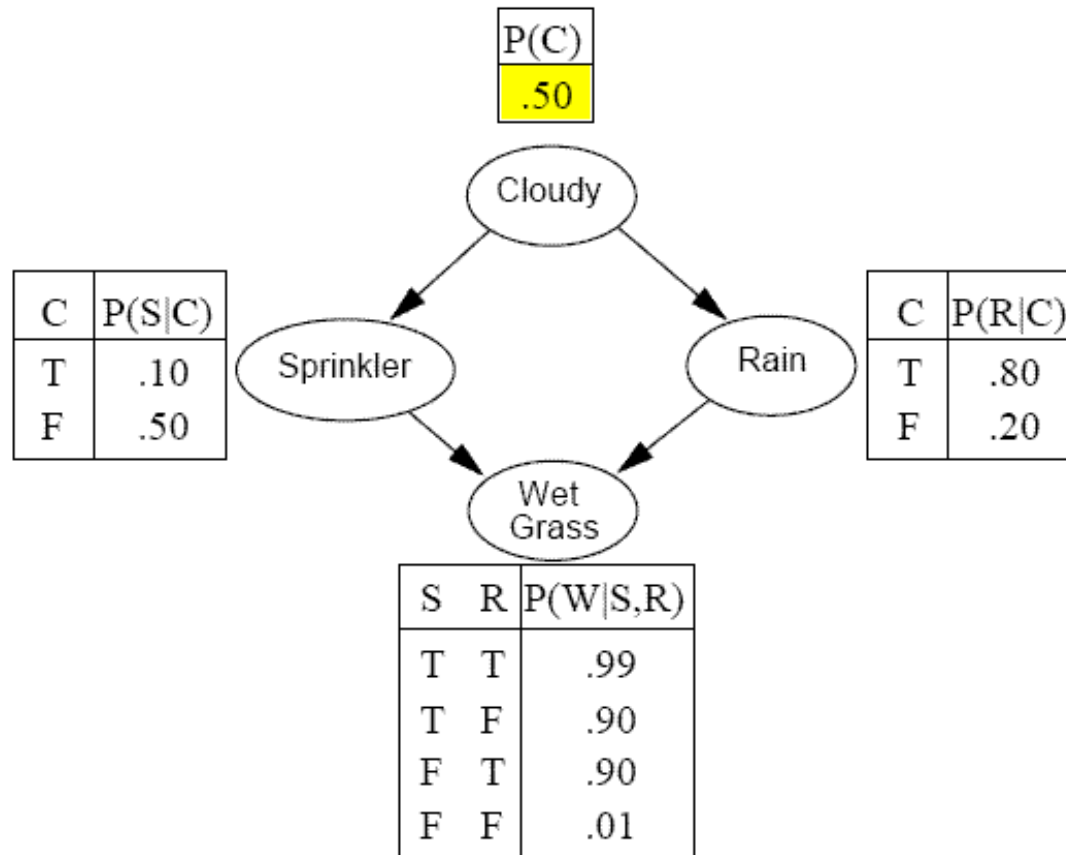 P(C)
.50
Cloudy
C P(S|C)
T .10
F .50
Sprinkler
Rain
C P(R|C)
T .80
F .20
Wet
Grass
S R P(W|S,R)
T T .99
T F .90
F T .90
F F .01